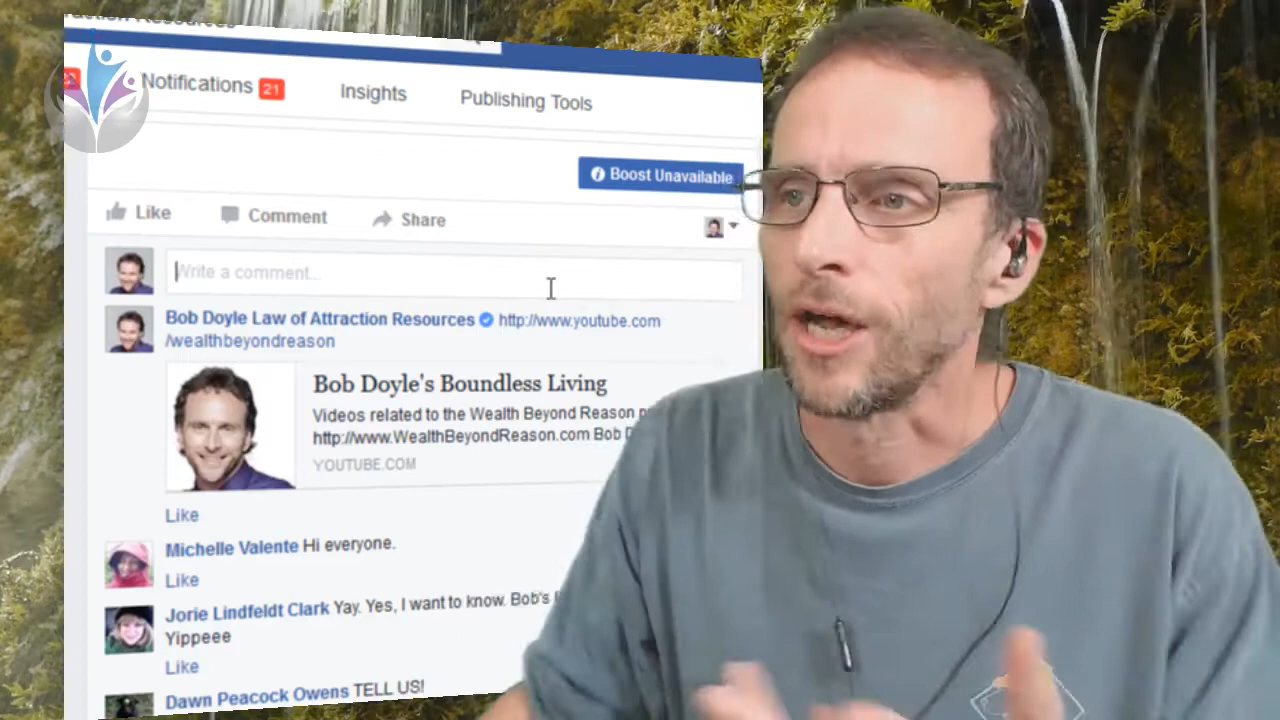 Notifications 21 Insights Publishing Tools
Boost Unavailable
Like Comment Share
Write a comment...
Bob Doyle Law of Attraction Resources http://www.youtube.com
/wealthbeyondreason
Bob Doyle's Boundless Living
Videos related to the Wealth Beyond Reason
http://www.WealthBeyondReason.com Bob
YOUTUBE.COM
Like
Michelle Valente Hi everyone.
Like
Jorie Lindfeldt Clark Yay. Yes, I want to know. Bob's
Yippeee
Like
Dawn Peacock Owens TELL US!